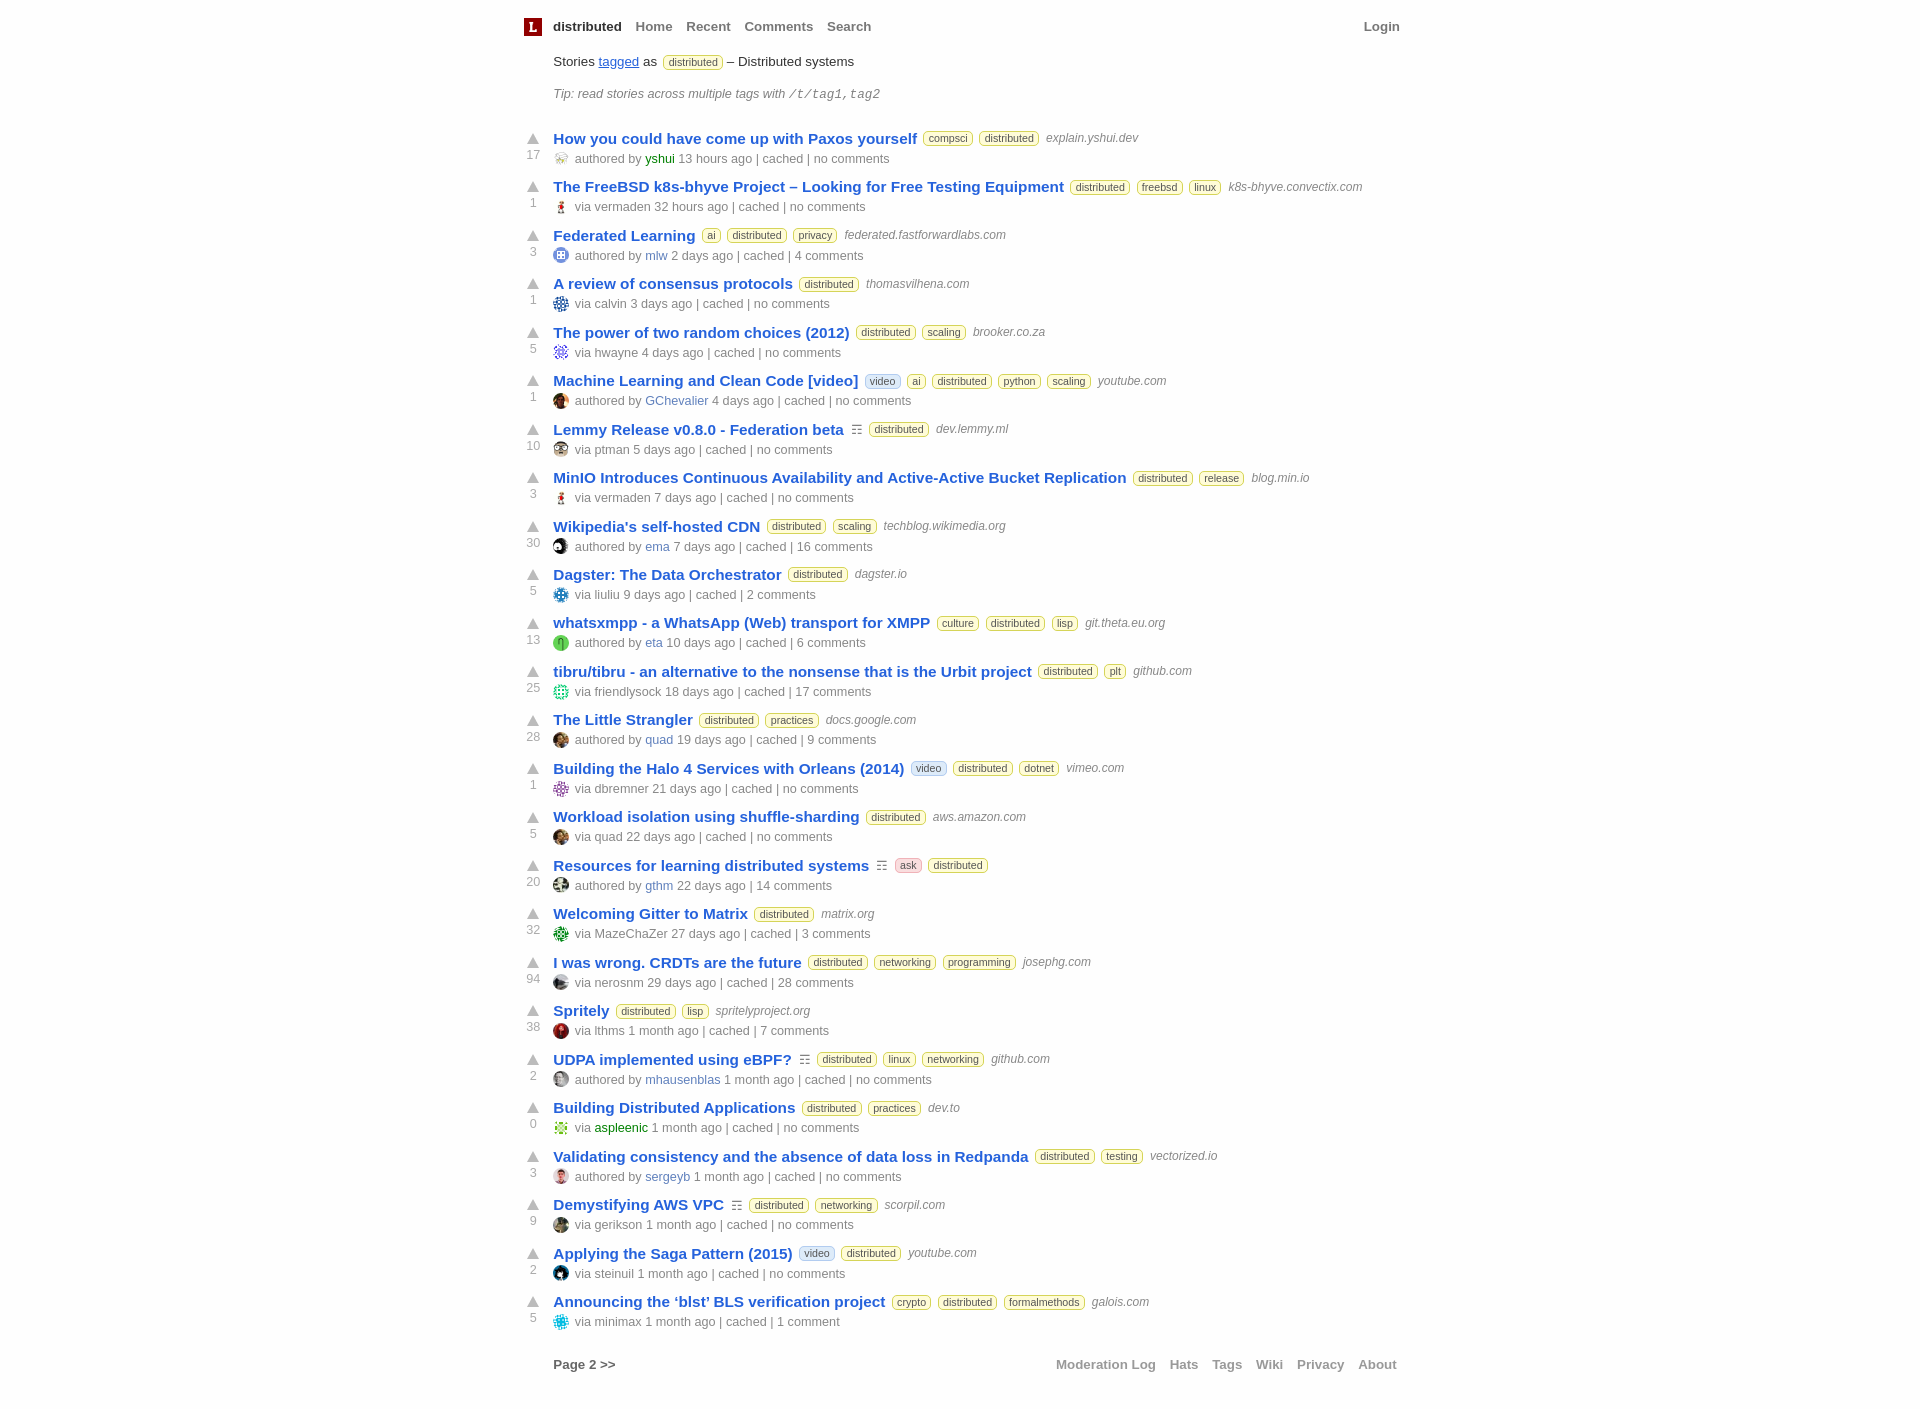 L distributed Home Recent Comments Search Login
Stories tagged as distributed – Distributed systems
Tip: read stories across multiple tags with /t/tag1,tag2
How you could have come up with Paxos yourself compsci distributed explain.yshui.dev
17 authored by yshui 13 hours ago | cached | no comments
The FreeBSD k8s-bhyve Project – Looking for Free Testing Equipment distributed freebsd linux k8s-bhyve.convectix.com
1 via vermaden 32 hours ago | cached | no comments
Federated Learning ai distributed privacy federated.fastforwardlabs.com
3 authored by mlw 2 days ago | cached | 4 comments
A review of consensus protocols distributed thomasvilhena.com
1 via calvin 3 days ago | cached | no comments
The power of two random choices (2012) distributed scaling brooker.co.za
5 via hwayne 4 days ago | cached | no comments
Machine Learning and Clean Code [video] video ai distributed python scaling youtube.com
1 authored by GChevalier 4 days ago | cached | no comments
Lemmy Release v0.8.0 - Federation beta ☶ distributed dev.lemmy.ml
10 via ptman 5 days ago | cached | no comments
MinIO Introduces Continuous Availability and Active-Active Bucket Replication distributed release blog.min.io
3 via vermaden 7 days ago | cached | no comments
Wikipedia's self-hosted CDN distributed scaling techblog.wikimedia.org
30 authored by ema 7 days ago | cached | 16 comments
Dagster: The Data Orchestrator distributed dagster.io
5 via liuliu 9 days ago | cached | 2 comments
whatsxmpp - a WhatsApp (Web) transport for XMPP culture distributed lisp git.theta.eu.org
13 authored by eta 10 days ago | cached | 6 comments
tibru/tibru - an alternative to the nonsense that is the Urbit project distributed plt github.com
25 via friendlysock 18 days ago | cached | 17 comments
The Little Strangler distributed practices docs.google.com
28 authored by quad 19 days ago | cached | 9 comments
Building the Halo 4 Services with Orleans (2014) video distributed dotnet vimeo.com
1 via dbremner 21 days ago | cached | no comments
Workload isolation using shuffle-sharding distributed aws.amazon.com
5 via quad 22 days ago | cached | no comments
Resources for learning distributed systems ☶ ask distributed
20 authored by gthm 22 days ago | 14 comments
Welcoming Gitter to Matrix distributed matrix.org
32 via MazeChaZer 27 days ago | cached | 3 comments
I was wrong. CRDTs are the future distributed networking programming josephg.com
94 via nerosnm 29 days ago | cached | 28 comments
Spritely distributed lisp spritelyproject.org
38 via lthms 1 month ago | cached | 7 comments
UDPA implemented using eBPF? ☶ distributed linux networking github.com
2 authored by mhausenblas 1 month ago | cached | no comments
Building Distributed Applications distributed practices dev.to
0 via aspleenic 1 month ago | cached | no comments
Validating consistency and the absence of data loss in Redpanda distributed testing vectorized.io
3 authored by sergeyb 1 month ago | cached | no comments
Demystifying AWS VPC ☶ distributed networking scorpil.com
9 via gerikson 1 month ago | cached | no comments
Applying the Saga Pattern (2015) video distributed youtube.com
2 via steinuil 1 month ago | cached | no comments
Announcing the ‘blst’ BLS verification project crypto distributed formalmethods galois.com
5 via minimax 1 month ago | cached | 1 comment
Page 2 >> Moderation Log Hats Tags Wiki Privacy About